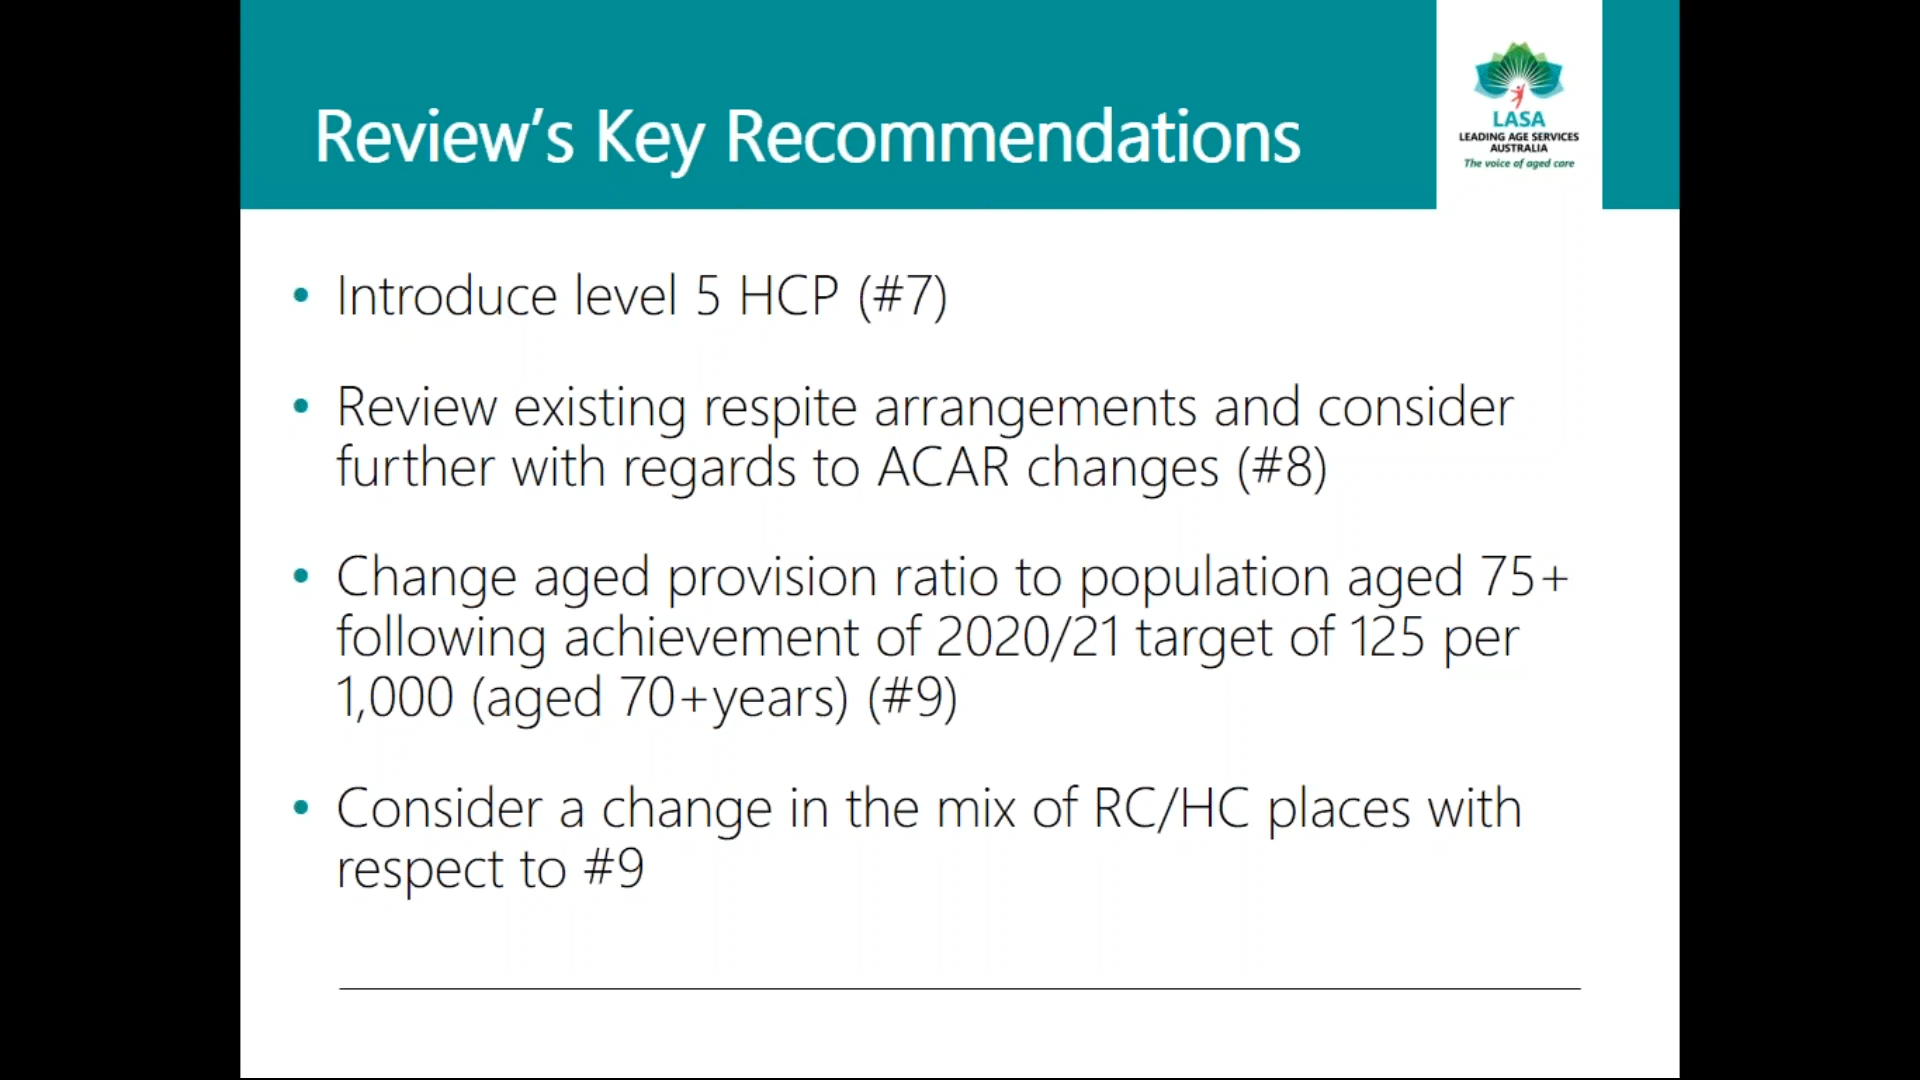 Review's Key Recommendations
LASA
LEADING AGE SERVICES
AUSTRALIA
The voice of aged care
• Introduce level 5 HCP (#7)
• Review existing respite arrangements and consider
further with regards to ACAR changes (#8)
• Change aged provision ratio to population aged 75+
following achievement of 2020/21 target of 125 per
1,000 (aged 70+years) (#9)
• Consider a change in the mix of RC/HC places with
respect to #9